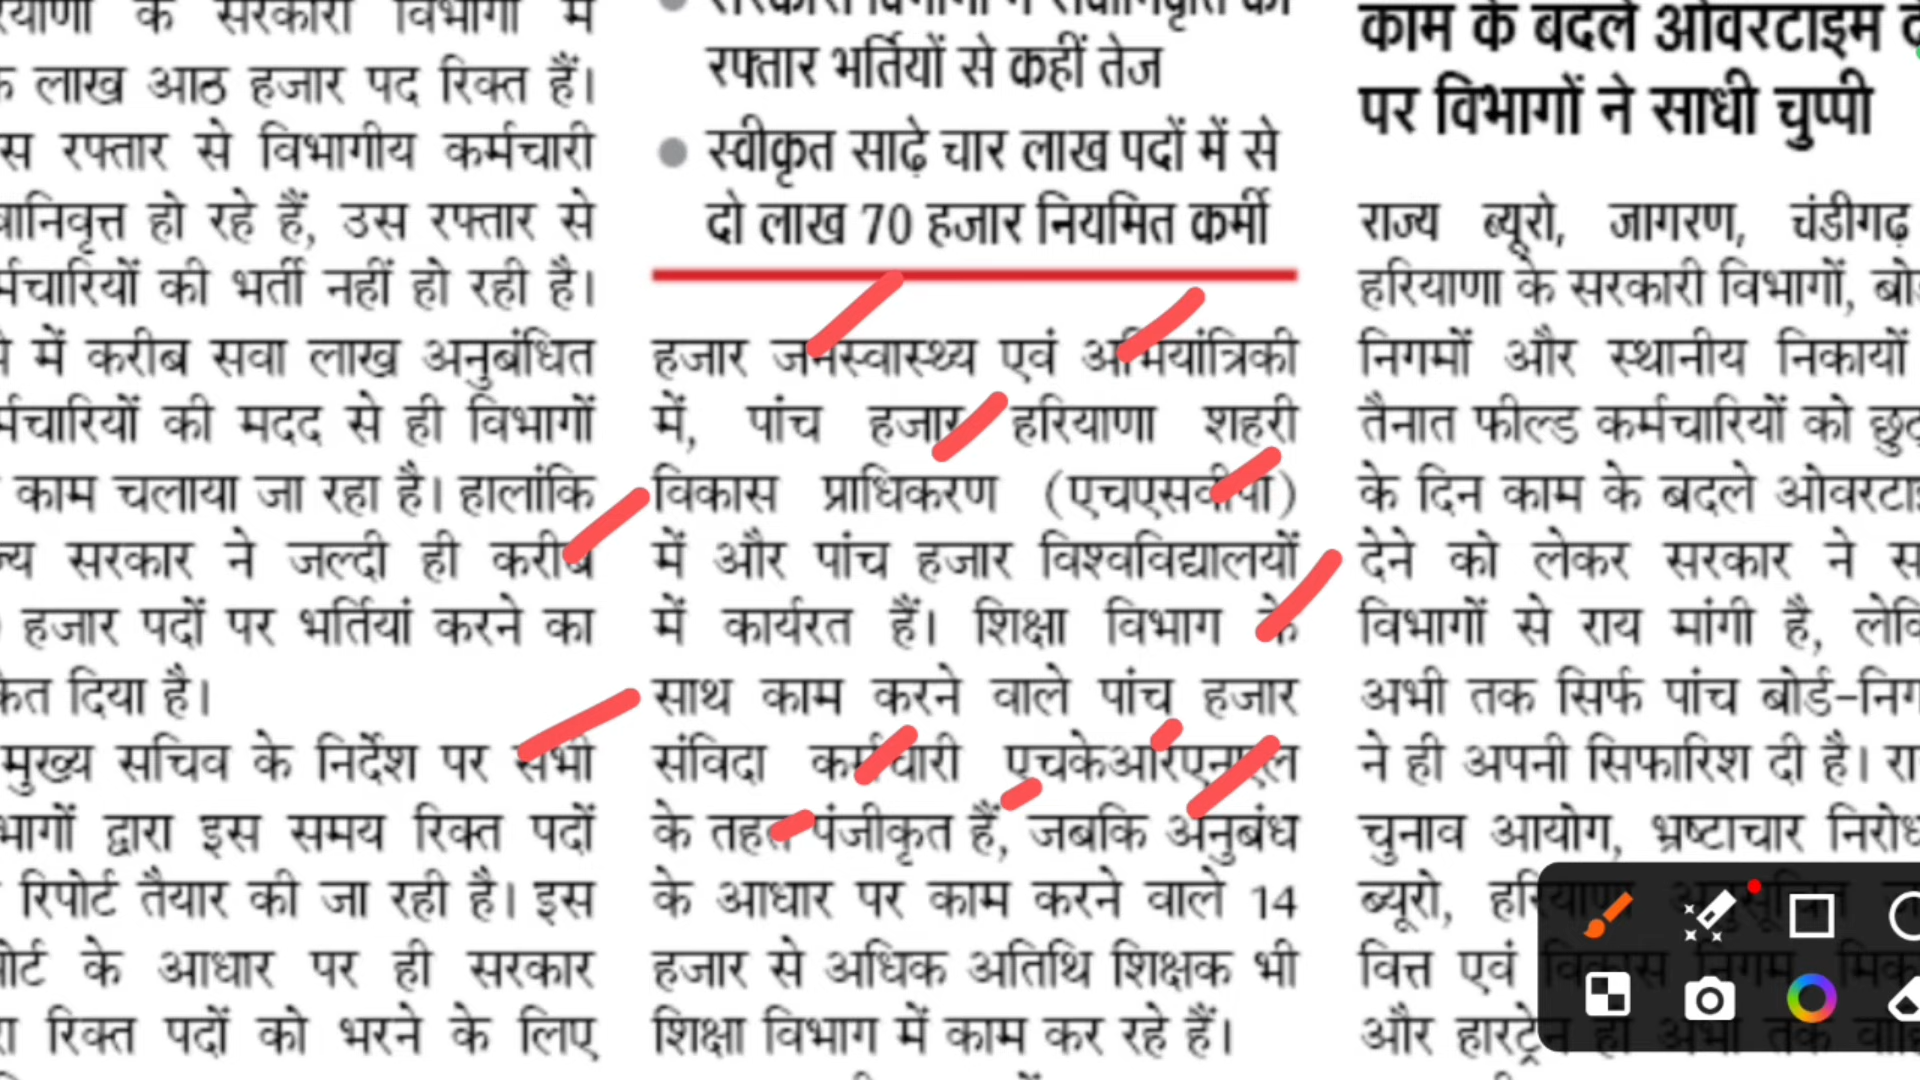 के सरकारी विभागों में
लाख आठ हजार पद रिक्त हैं।
रफ्तार से विभागीय कर्मचारी
हो रहे हैं, उस रफ्तार से
की भर्ती नहीं हो रही है।
में करीब सवा लाख अनुबंधित
की मदद से ही विभागों
काम चलाया जा रहा है। हालांकि
सरकार ने जल्दी ही करीब
हजार पदों पर भर्तियां करने का
दिया है।
मुख्य सचिव के निर्देश पर सभी
द्वारा इस समय रिक्त पदों
रिपोर्ट तैयार की जा रही है। इस
के आधार पर ही सरकार
रिक्त पदों को भरने के लिए
रफ्तार भर्तियों से कहीं तेज
स्वीकृत साढ़े चार लाख पदों में से
दो लाख 70 हजार नियमित कर्मी
हजार जनस्वास्थ्य एवं अभियांत्रिकी
में, पांच हजार हरियाणा शहरी
विकास प्राधिकरण (एचएसवीपी)
में और पांच हजार विश्वविद्यालयों
में कार्यरत हैं। शिक्षा विभाग के
साथ काम करने वाले पांच हजार
संविदा कर्मचारी एचकेआरएनएल
के तहत पंजीकृत हैं, जबकि अनुबंध
के आधार पर काम करने वाले 14
हजार से अधिक अतिथि शिक्षक भी
शिक्षा विभाग में काम कर रहे हैं।
काम के बदले ओवरटाइम
पर विभागों ने साधी चुप्पी
राज्य ब्यूरो, जागरण, चंडीगढ़
हरियाणा के सरकारी विभागों,
निगमों और स्थानीय निकायों
तैनात फील्ड कर्मचारियों को
के दिन काम के बदले
देने को लेकर सरकार ने
विभागों से राय मांगी है,
अभी तक सिर्फ पांच
ने ही अपनी सिफारिश दी है।
चुनाव आयोग, भ्रष्टाचार
ब्यूरो,
वित्त एवं विकास निगम,
और